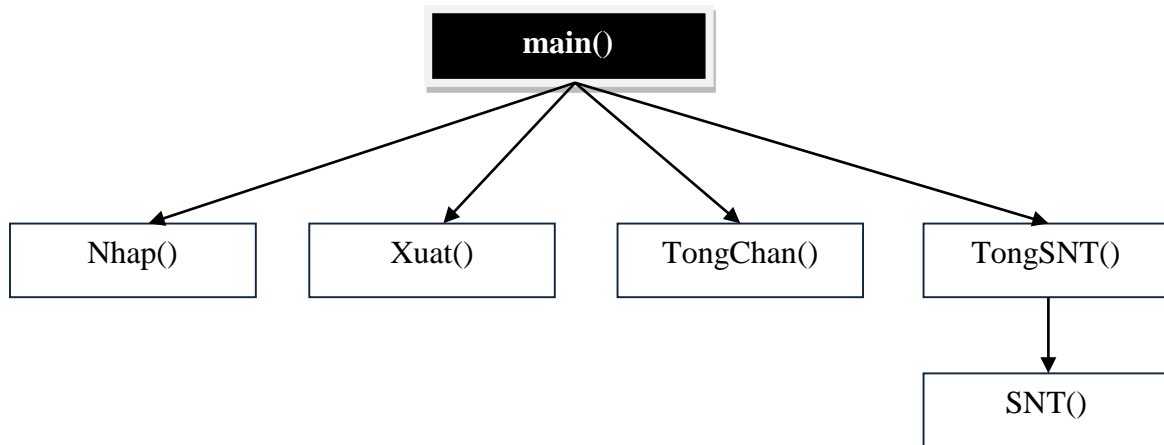 main()
Nhap()
Xuat()
TongChan()
TongSNT()
SNT()